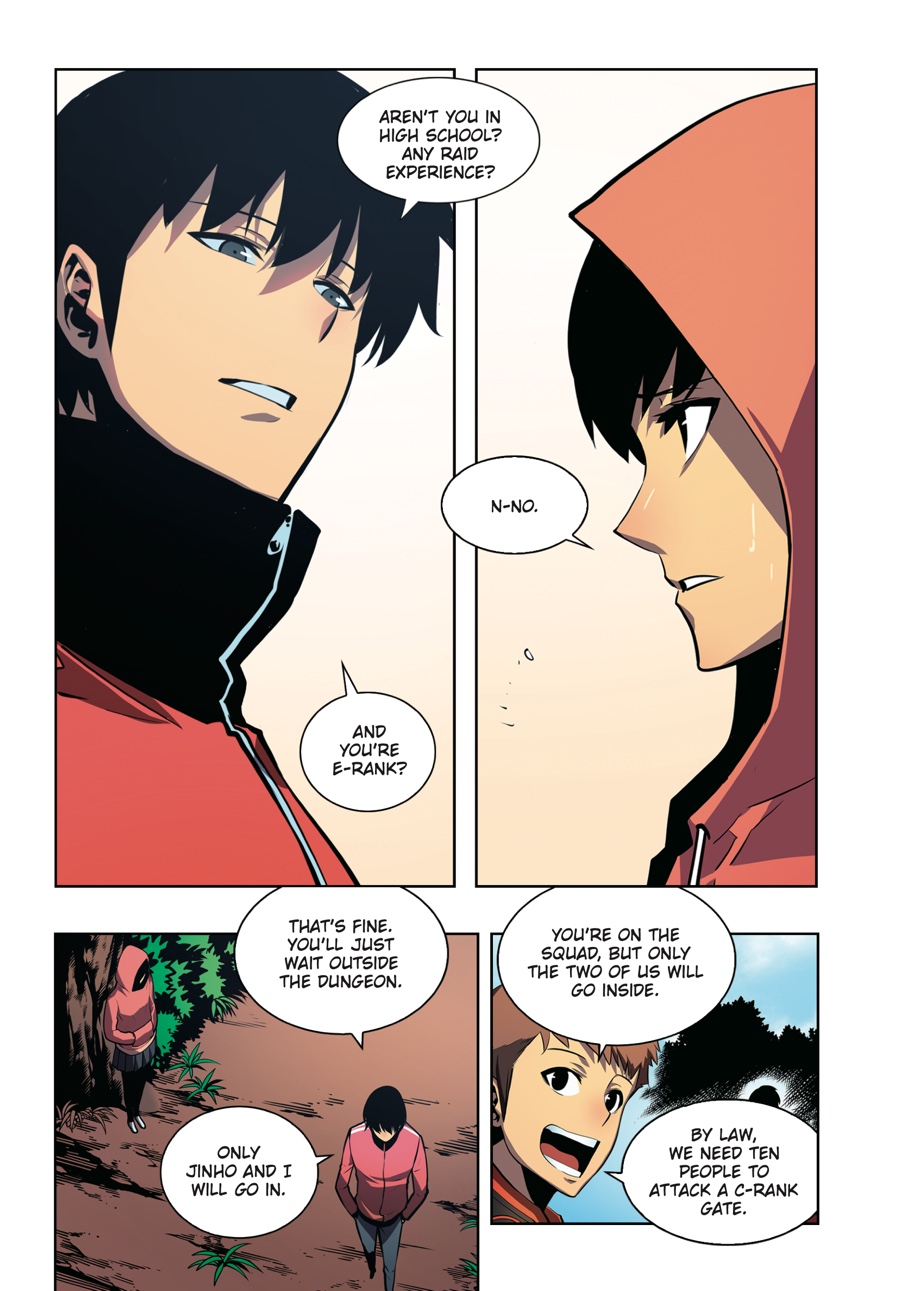 AREN'T YOU IN
HIGH SCHOOL?
ANY RAID
EXPERIENCE?
N-NO.
AND
YOU'RE
E-RANK?
THAT'S FINE.
YOU'LL JUST
WAIT OUTSIDE
THE DUNGEON.
ONLY
JINHO AND I
WILL GO IN.
YOU'RE ON THE
SQUAD, BUT ONLY
THE TWO OF US WILL
GO INSIDE.
BY LAW,
WE NEED TEN
PEOPLE TO
ATTACK A C-RANK
GATE.